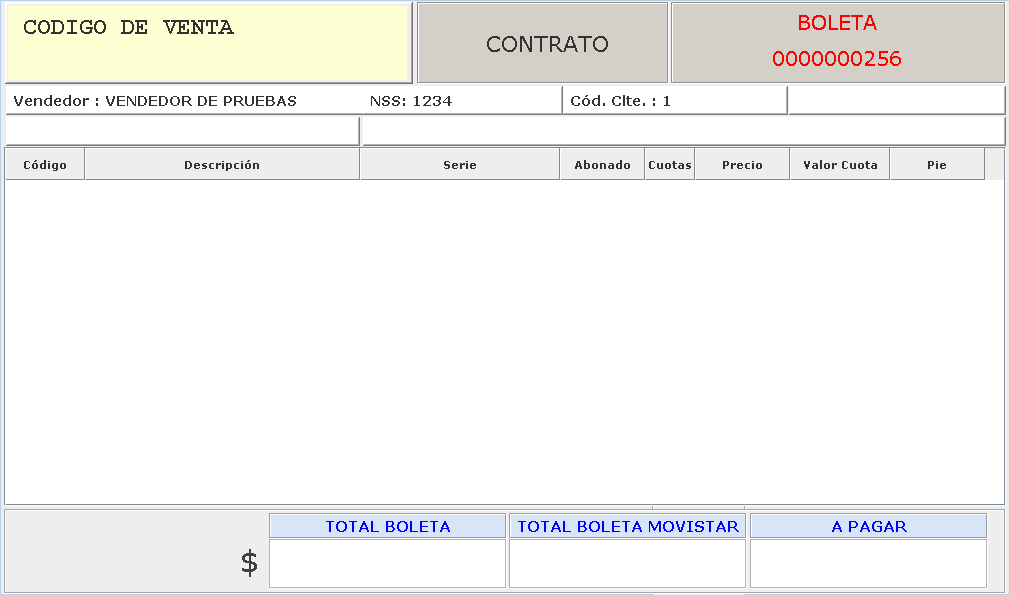 CODIGO DE VENTA
CONTRATO
BOLETA
0000000256
Vendedor : VENDEDOR DE PRUEBAS NSS: 1234 Cód. Clte. : 1
Código Descripción Serie Abonado Cuotas Precio Valor Cuota Pie
TOTAL BOLETA TOTAL BOLETA MOVISTAR A PAGAR
$